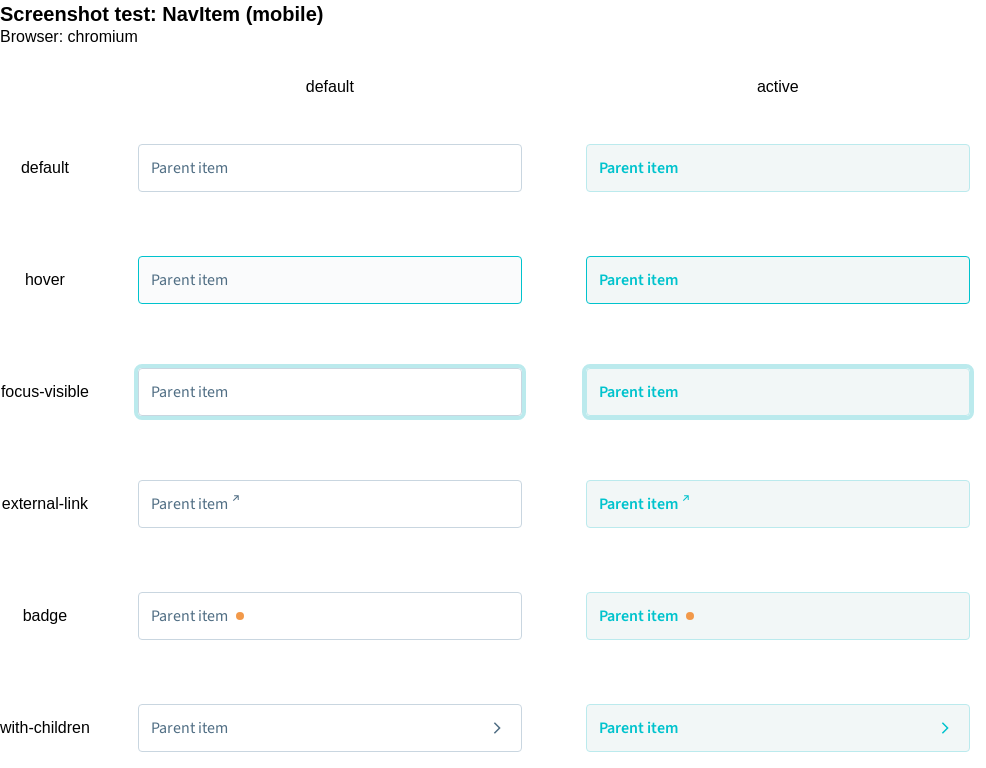 Screenshot test: NavItem (mobile)
Browser: chromium
default active
default Parent item Parent item
hover Parent item Parent item
focus-visible Parent item Parent item
external-link Parent item Parent item
badge Parent item Parent item
with-children Parent item Parent item